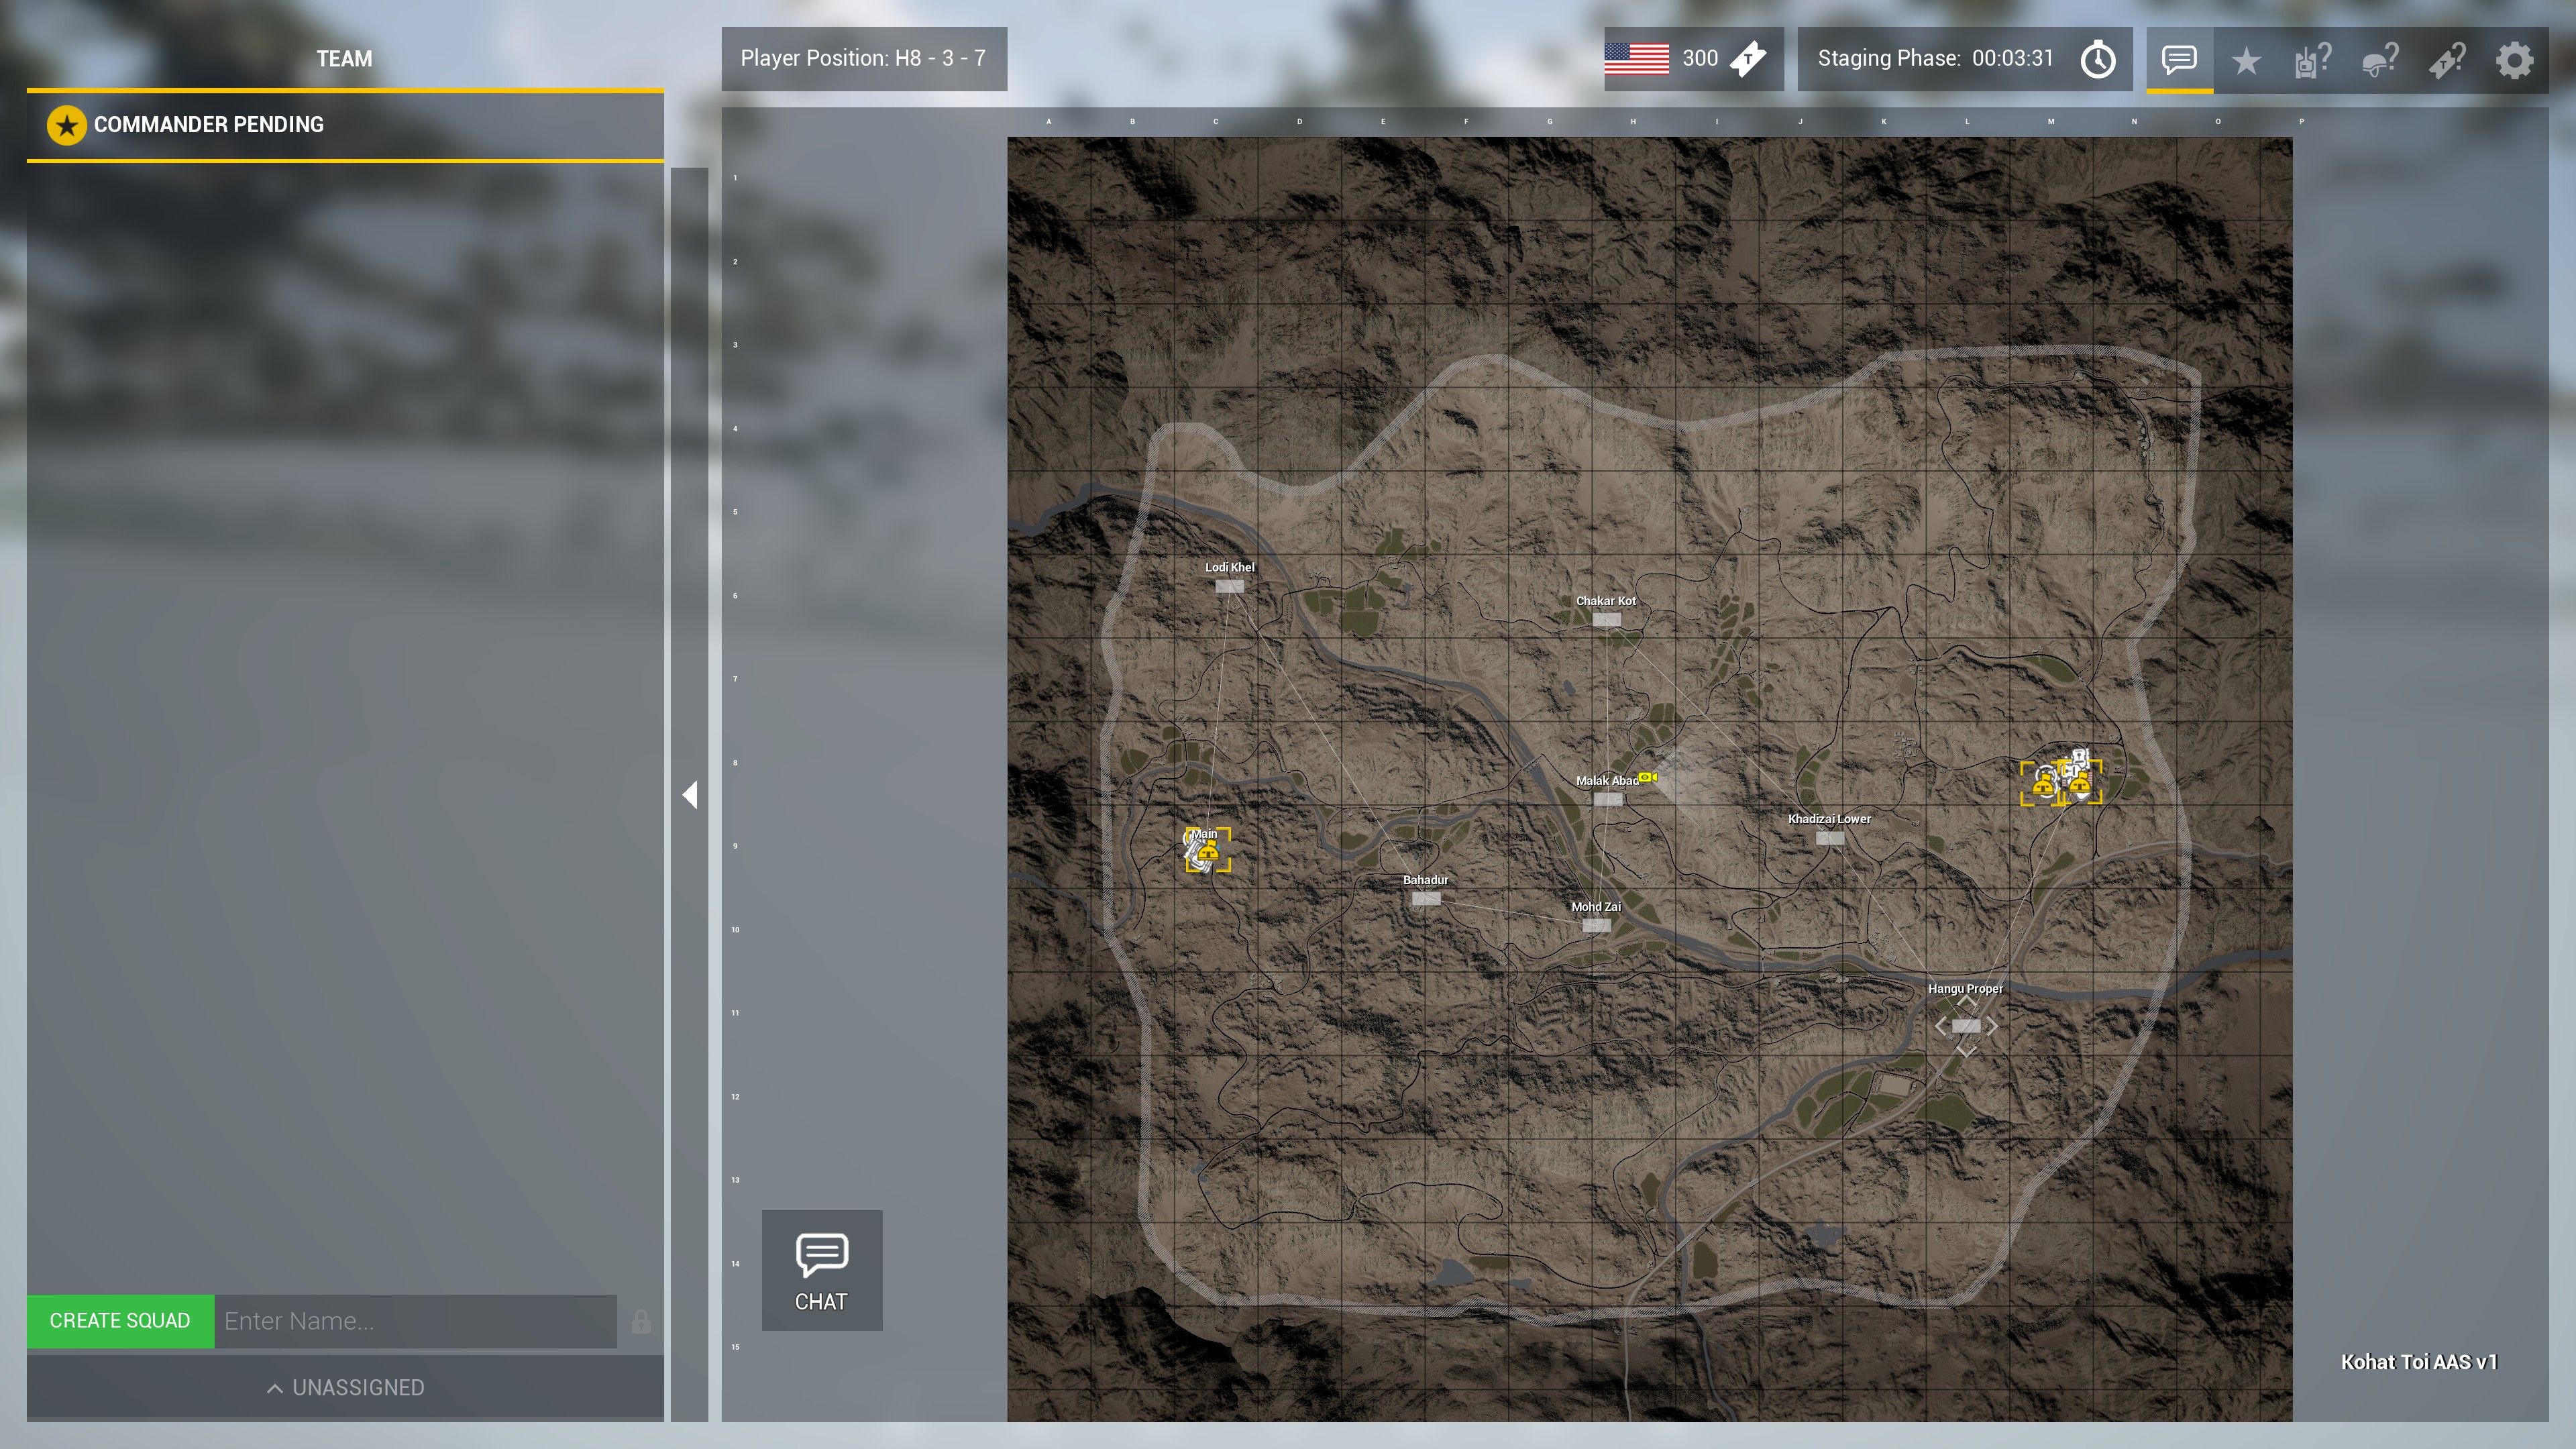 TEAM
Player Position: H8 - 3 - 7
300
T
Staging Phase: 00:03:31
? ? T ?
COMMANDER PENDING
A B C D E F G H I J K L M N O P
1
2
3
4
5
Lodi Khel
6
Chakar Kot
7
8
Malak Abad
Khadizai Lower
Main
9
Bahadur
Mohd Zai
10
Hangu Proper
11
12
13
14
CHAT
15
CREATE SQUAD
Enter Name...
Kohat Toi AAS v1
UNASSIGNED